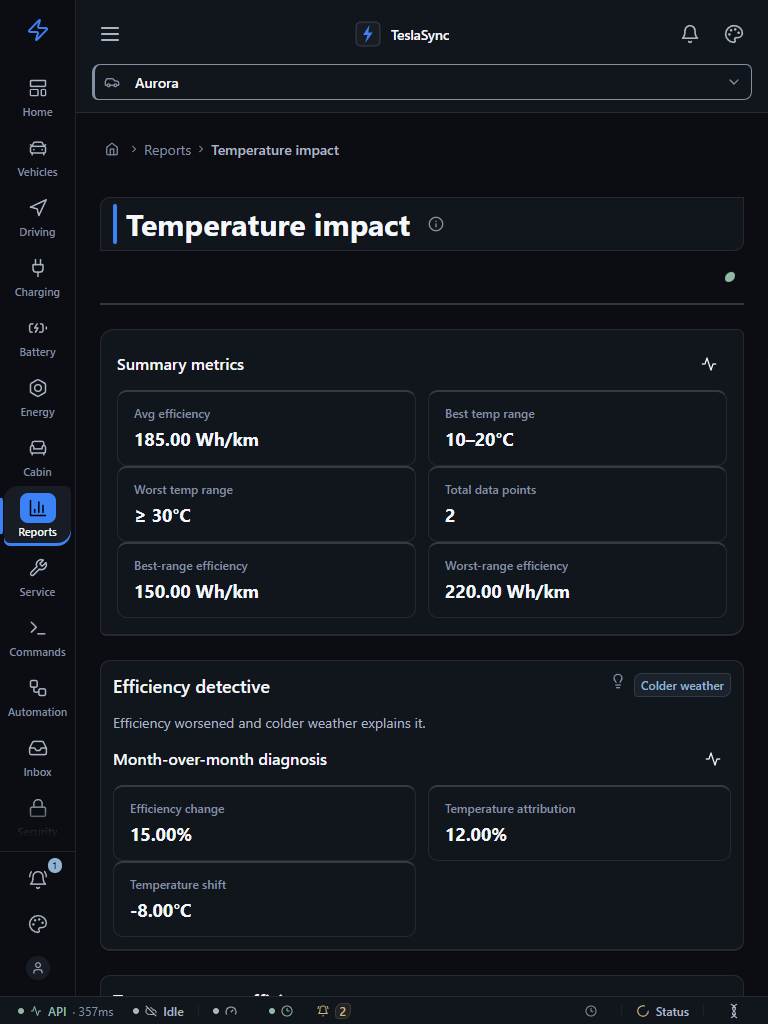 TeslaSync
Aurora
Home
Vehicles
Driving
Charging
Battery
Energy
Cabin
Reports
Service
Commands
Automation
Inbox
Security
1
Reports
Temperature impact
Temperature impact
Summary metrics
Avg efficiency
185.00 Wh/km
Best temp range
10–20°C
Worst temp range
≥ 30°C
Total data points
2
Best-range efficiency
150.00 Wh/km
Worst-range efficiency
220.00 Wh/km
Efficiency detective
Colder weather
Efficiency worsened and colder weather explains it.
Month-over-month diagnosis
Efficiency change
15.00%
Temperature attribution
12.00%
Temperature shift
-8.00°C
API · 357ms
Idle
2
Status